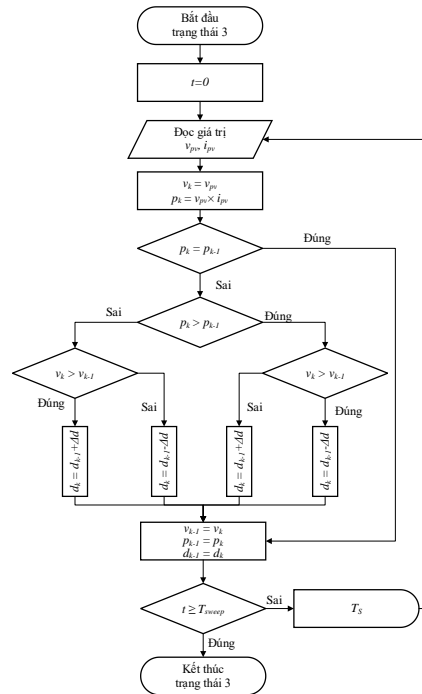 Bắt đầu
trạng thái 3
t=0
Đọc giá trị
v_pv, i_pv
v_k = v_pv
p_k = v_pv × i_pv
p_k = p_k-1
Đúng
Sai
p_k > p_k-1
Sai
Đúng
v_k > v_k-1
v_k > v_k-1
Đúng
Sai
Sai
Đúng
d_k = d_k-1+Δd
d_k = d_k-1-Δd
d_k = d_k-1+Δd
d_k = d_k-1-Δd
v_k-1 = v_k
p_k-1 = p_k
d_k-1 = d_k
t ≥ T_sweep
Sai
T_S
Đúng
Kết thúc
trạng thái 3